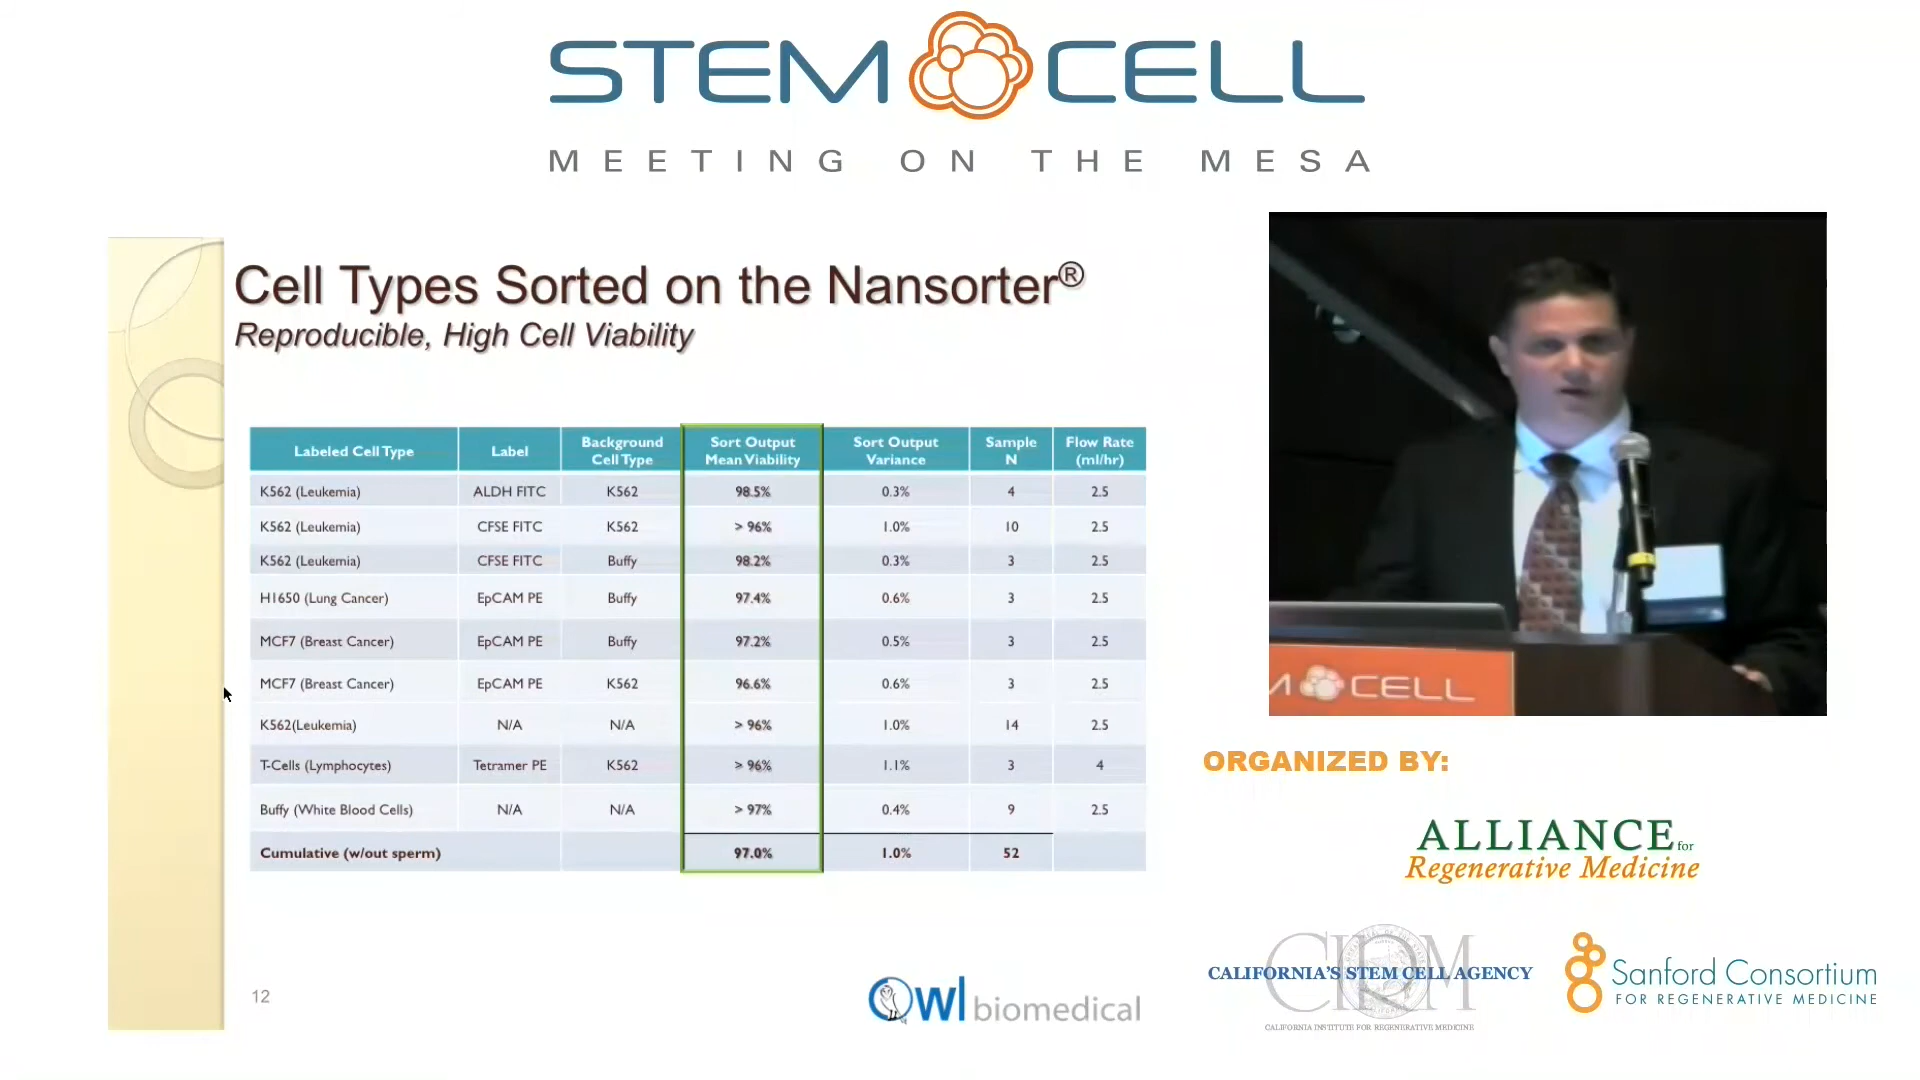 STEM CELL
MEETING ON THE MESA
Cell Types Sorted on the Nansorter®
Reproducible, High Cell Viability
Labeled Cell Type Label Background Cell Type Sort Output Mean Viability Sort Output Variance Sample N Flow Rate (ml/hr)
K562 (Leukemia) ALDH FITC K562 98.5% 0.3% 4 2.5
K562 (Leukemia) CFSE FITC K562 > 96% 1.0% 10 2.5
K562 (Leukemia) CFSE FITC Buffy 98.2% 0.3% 3 2.5
H1650 (Lung Cancer) EpCAM PE Buffy 97.4% 0.6% 3 2.5
MCF7 (Breast Cancer) EpCAM PE Buffy 97.2% 0.5% 3 2.5
MCF7 (Breast Cancer) EpCAM PE K562 96.6% 0.6% 3 2.5
K562(Leukemia) N/A N/A > 96% 1.0% 14 2.5
T-Cells (Lymphocytes) Tetramer PE K562 > 96% 1.1% 3 4
Buffy (White Blood Cells) N/A N/A > 97% 0.4% 9 2.5
Cumulative (w/out sperm) 97.0% 1.0% 52
12
Owl biomedical
M CELL
ORGANIZED BY:
ALLIANCE for
Regenerative Medicine
CIRM
CALIFORNIA'S STEM CELL AGENCY
CALIFORNIA INSTITUTE FOR REGENERATIVE MEDICINE
Sanford Consortium
FOR REGENERATIVE MEDICINE